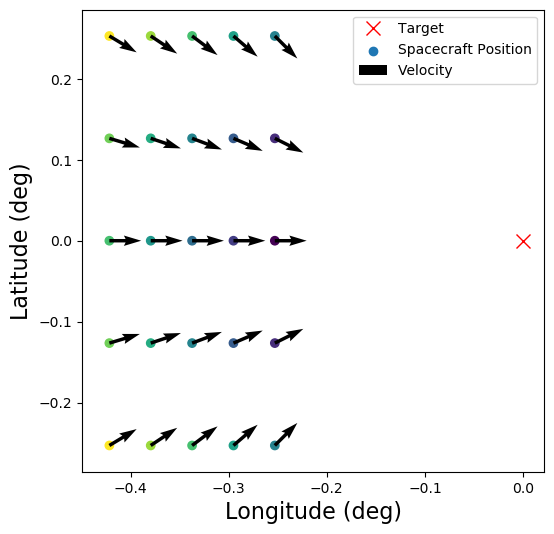 Target
Spacecraft Position
Velocity
0.2
0.1
0.0
−0.1
−0.2
Latitude (deg)
−0.4
−0.3
−0.2
−0.1
0.0
Longitude (deg)